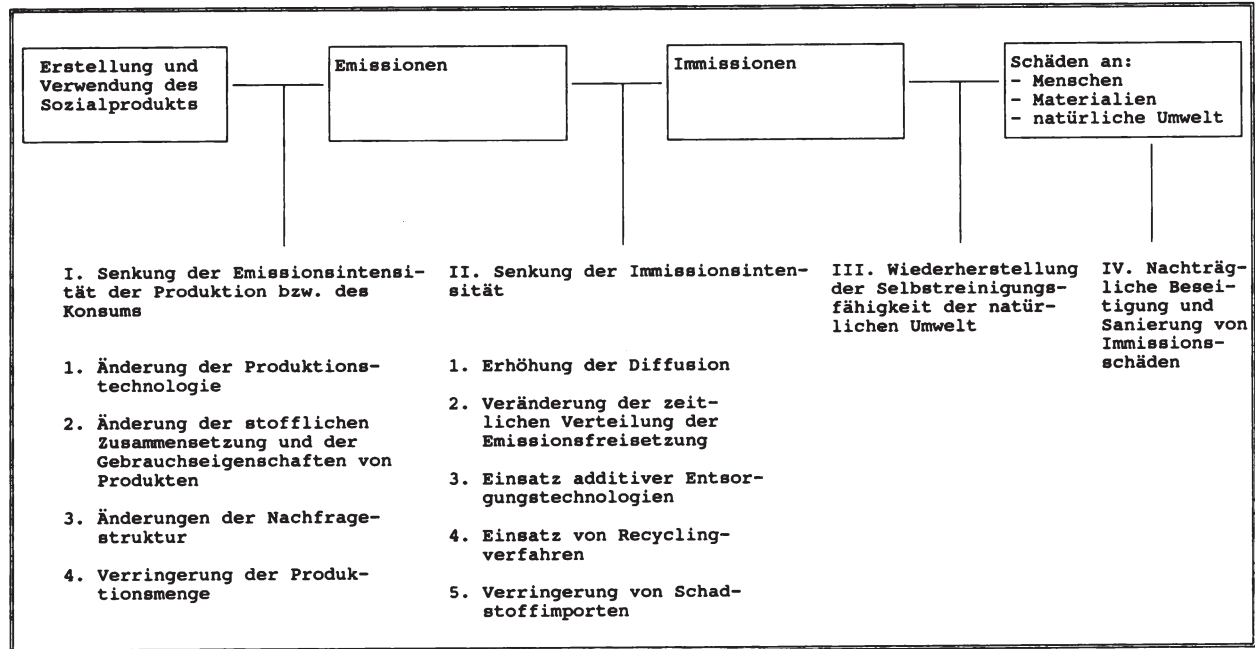 Erstellung und
Verwendung des
Sozialprodukts
Emissionen
Immissionen
Schäden an:
- Menschen
- Materialien
- natürliche Umwelt
I. Senkung der Emissionsintensi-
tät der Produktion bzw. des
Konsums
1. Änderung der Produktions-
technologie
2. Änderung der stofflichen
Zusammensetzung und der
Gebrauchseigenschaften von
Produkten
3. Änderungen der Nachfrage-
struktur
4. Verringerung der Produk-
tionsmenge
II. Senkung der Immissionsinten-
sität
1. Erhöhung der Diffusion
2. Veränderung der zeit-
lichen Verteilung der
Emissionsfreisetzung
3. Einsatz additiver Entsor-
gungstechnologien
4. Einsatz von Recycling-
verfahren
5. Verringerung von Schad-
stoffimporten
III. Wiederherstellung
der Selbstreinigungs-
fähigkeit der natür-
lichen Umwelt
IV. Nachträg-
liche Besei-
tigung und
Sanierung von
Immissions-
schäden